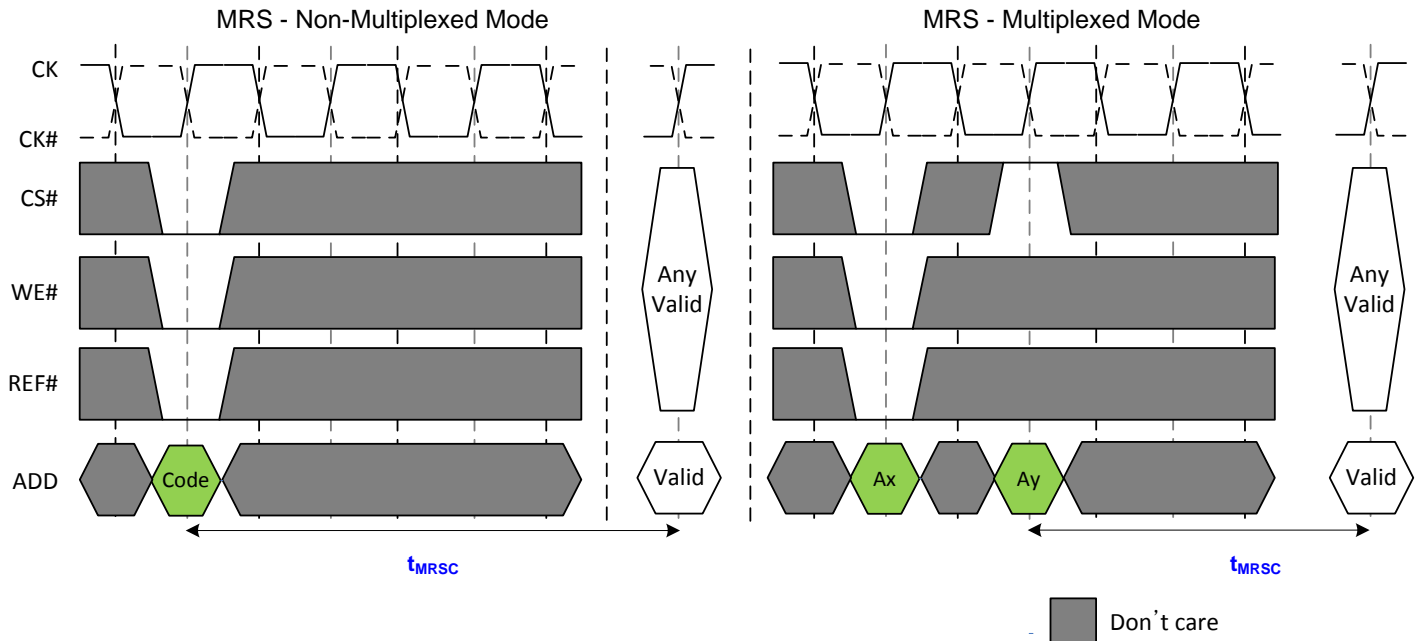 MRS - Non-Multiplexed Mode
MRS - Multiplexed Mode
CK
CK#
CS#
WE#
REF#
ADD
Any
Valid
Any
Valid
Code
Valid
Ax
Ay
Valid
tMRSC
tMRSC
- Don't care